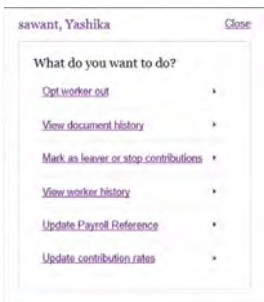 sawant, Yashika Close
What do you want to do?
Opt worker out
View document history
Mark as leaver or stop contributions
View worker history
Update Payroll Reference
Update contribution rates